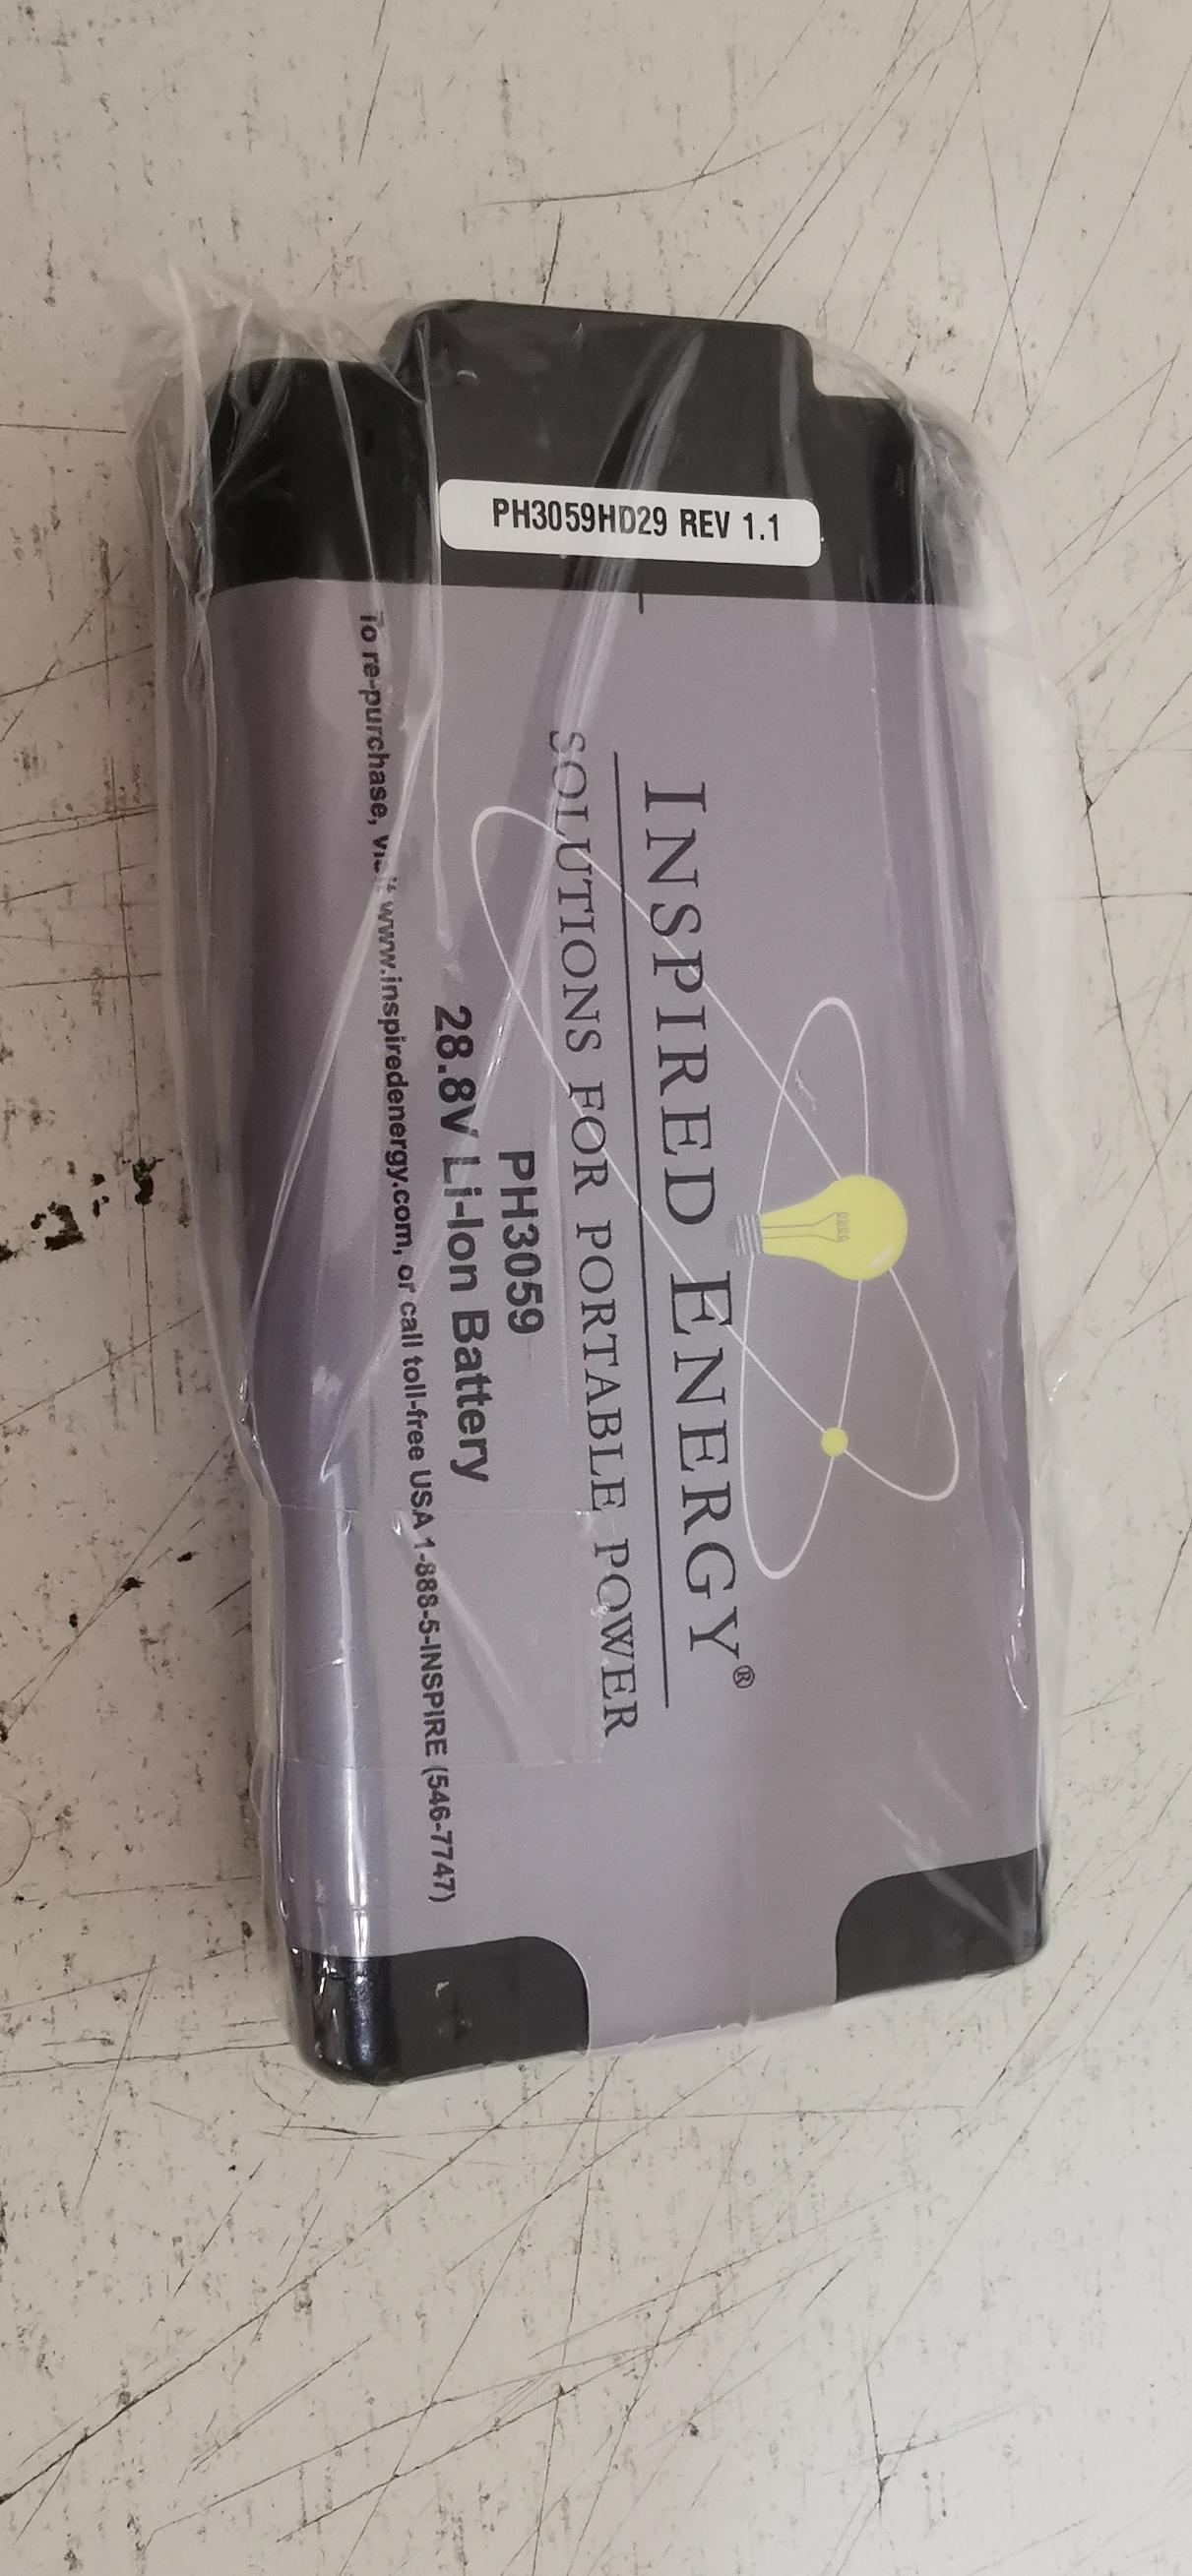 PH3059HD29 REV 1.1
INSPIRED ENERGY®
SOLUTIONS FOR PORTABLE POWER
PH3059
28.8V Li-Ion Battery
To re-purchase, visit www.inspiredenergy.com, or call toll-free USA 1-888-5-INSPIRE (546-7747)